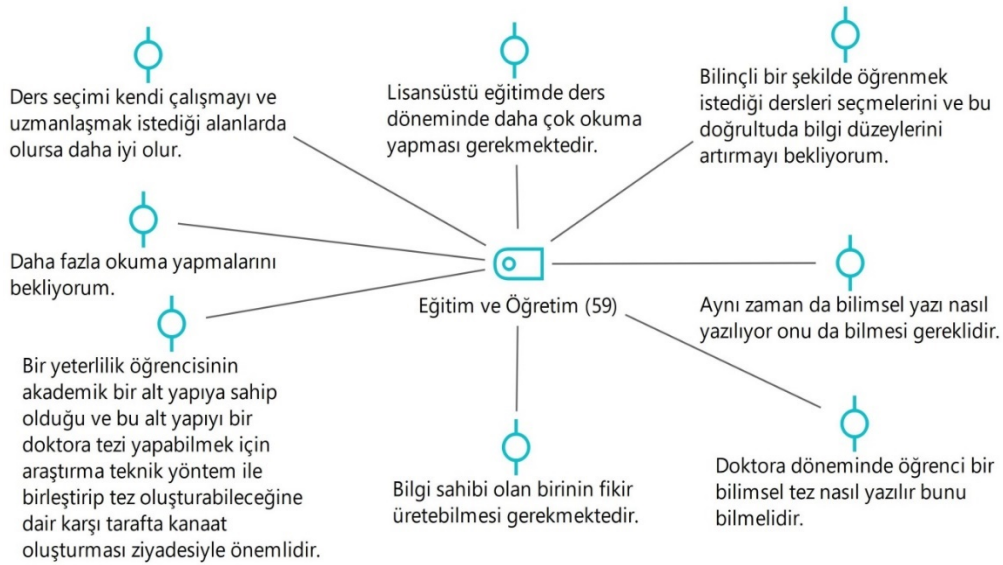 Ders seçimi kendi çalışmayı ve
uzmanlaşmak istediği alanlarda
olursa daha iyi olur.
Lisansüstü eğitimde ders
döneminde daha çok okuma
yapması gerekmektedir.
Bilinçli bir şekilde öğrenmek
istediği dersleri seçmelerini ve bu
doğrultuda bilgi düzeylerini
artırmayı bekliyorum.
Daha fazla okuma yapmalarını
bekliyorum.
Eğitim ve Öğretim (59)
Aynı zaman da bilimsel yazı nasıl
yazılıyor onu da bilmesi gereklidir.
Bir yeterlilik öğrencisinin
akademik bir alt yapıya sahip
olduğu ve bu alt yapıyı bir
doktora tezi yapabilmek için
araştırma teknik yöntem ile
birleştirip tez oluşturabileceğine
dair karşı tarafta kanaat
oluşturması ziyadesiyle önemlidir.
Bilgi sahibi olan birinin fikir
üretebilmesi gerekmektedir.
Doktora döneminde öğrenci bir
bilimsel tez nasıl yazılır bunu
bilmelidir.